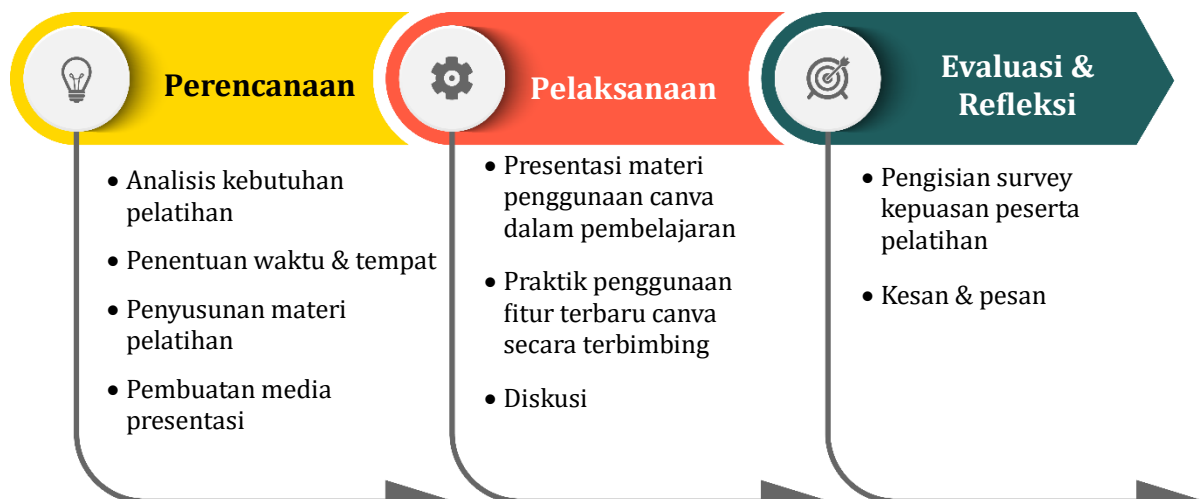 Perencanaan
• Analisis kebutuhan
pelatihan
• Penentuan waktu & tempat
• Penyusunan materi
pelatihan
• Pembuatan media
presentasi
Pelaksanaan
• Presentasi materi
penggunaan canva
dalam pembelajaran
• Praktik penggunaan
fitur terbaru canva
secara terbimbing
• Diskusi
Evaluasi &
Refleksi
• Pengisian survey
kepuasan peserta
pelatihan
• Kesan & pesan